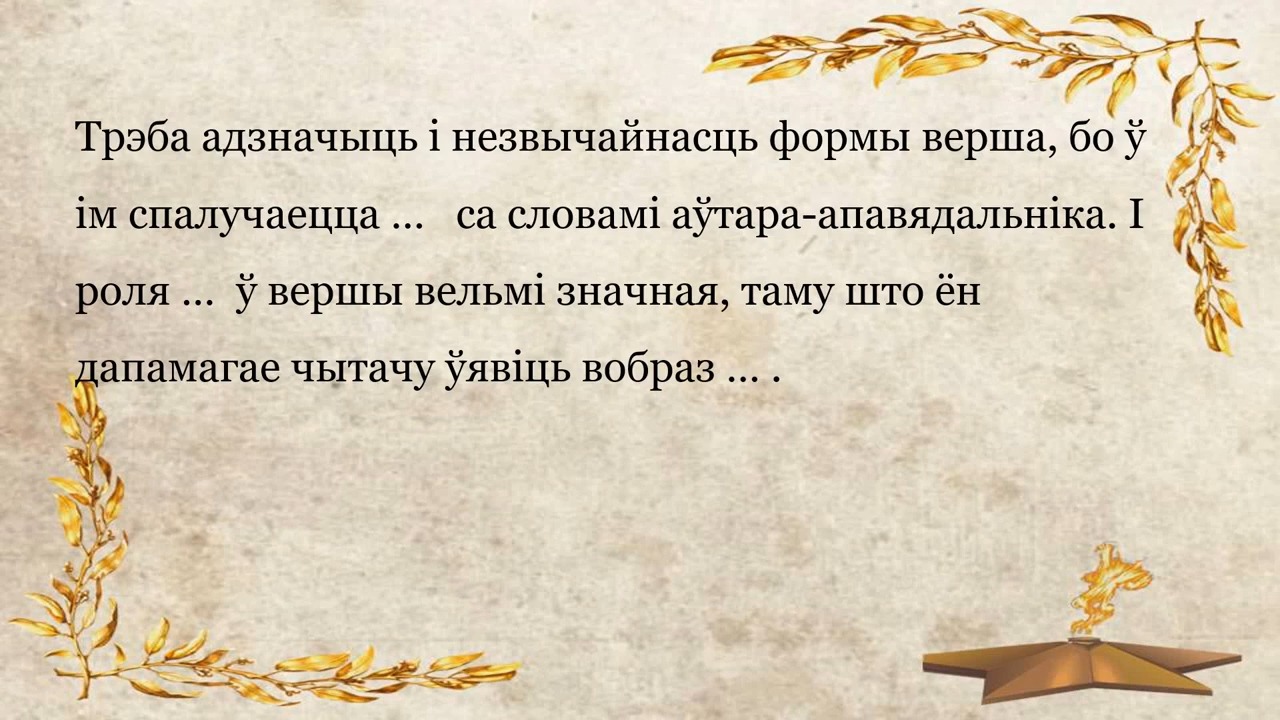 Трэба адзначыць і незвычайнасць формы верша, бо ў
ім спалучаецца ... са словамі аўтара-апавядальніка. І
роля ... ў вершы вельмі значная, таму што ён
дапамагае чытачу ўявіць вобраз ... .